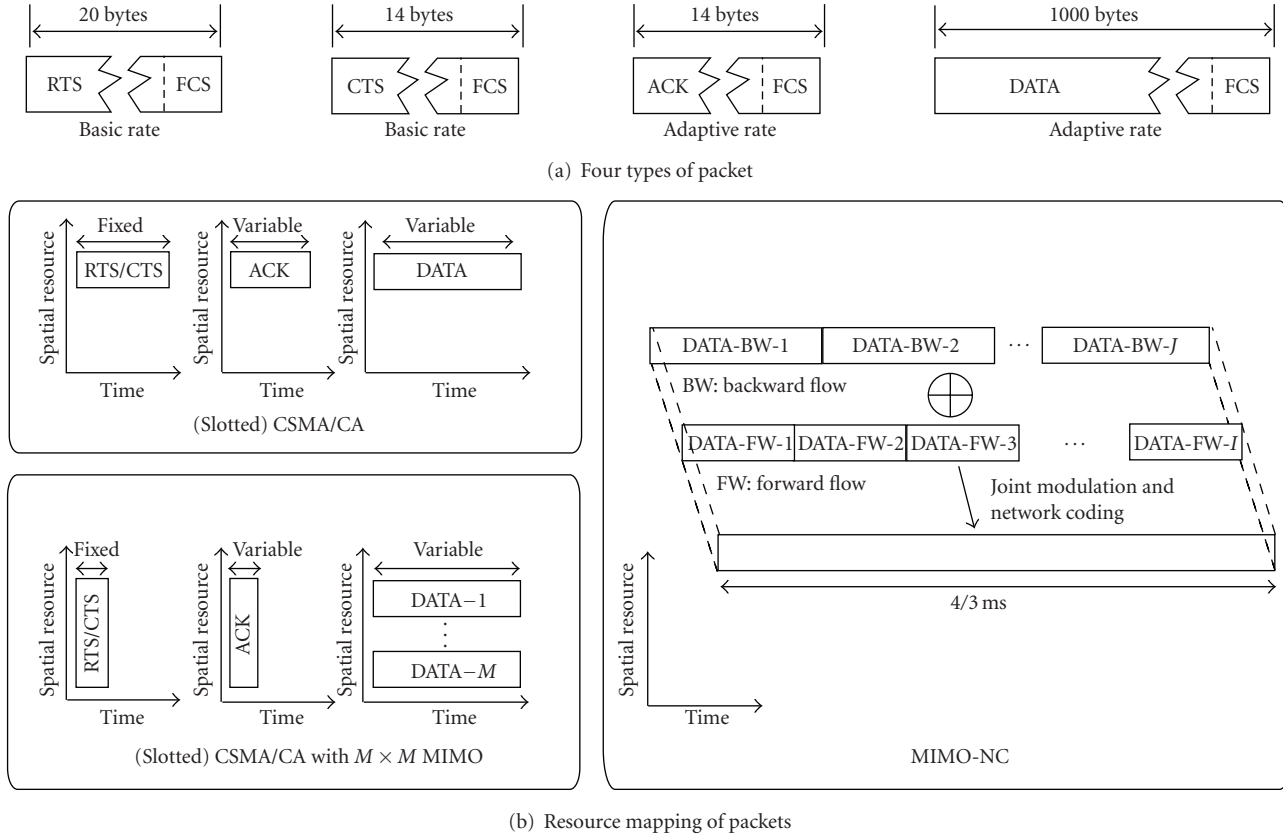 20 bytes
14 bytes
14 bytes
1000 bytes
RTS
FCS
CTS
FCS
ACK
FCS
DATA
FCS
Basic rate
Basic rate
Adaptive rate
Adaptive rate
(a) Four types of packet
Spatial resource
Fixed
RTS/CTS
Time
Spatial resource
Variable
ACK
Time
Spatial resource
Variable
DATA
Time
(Slotted) CSMA/CA
Spatial resource
Fixed
RTS/CTS
Time
Spatial resource
Variable
ACK
Time
Spatial resource
Variable
DATA−1
⋮
DATA−M
Time
(Slotted) CSMA/CA with M × M MIMO
DATA-BW-1
DATA-BW-2
···
DATA-BW-J
BW: backward flow
DATA-FW-1
DATA-FW-2
DATA-FW-3
···
DATA-FW-I
FW: forward flow
Joint modulation and
network coding
4/3 ms
Spatial resource
Time
MIMO-NC
(b) Resource mapping of packets